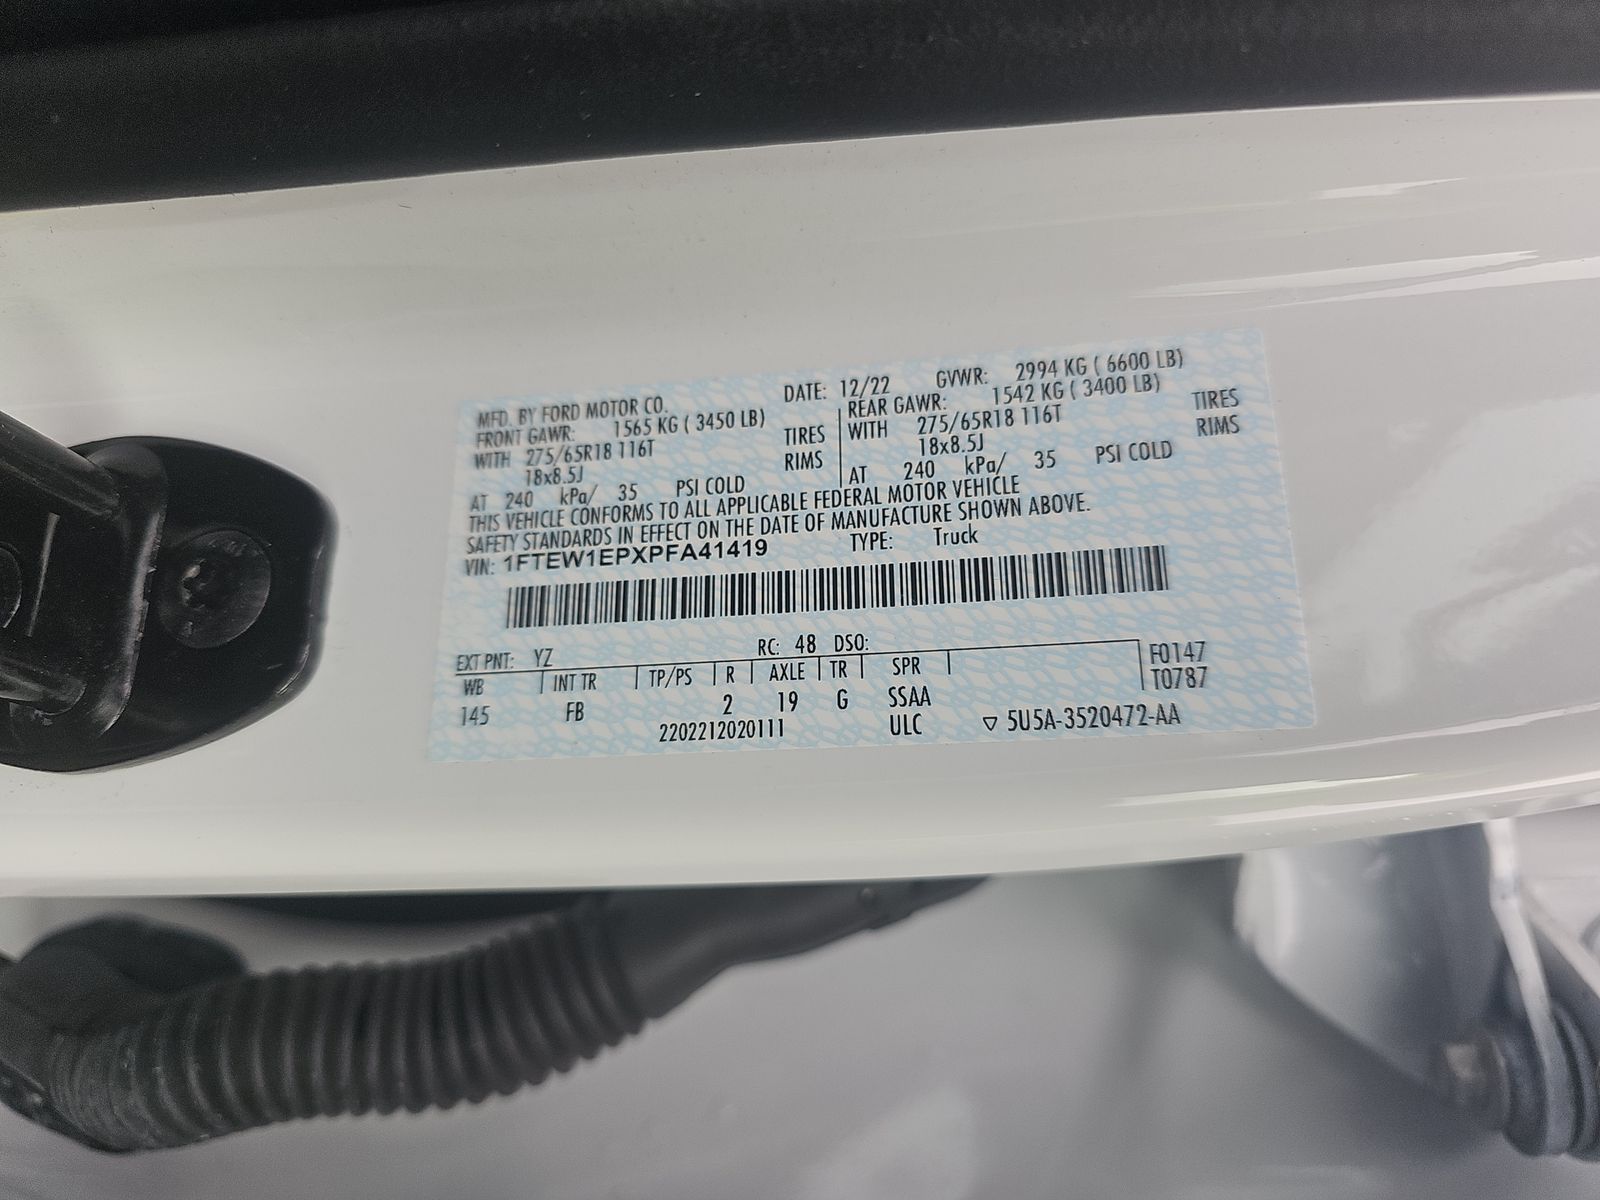 MFD. BY FORD MOTOR CO. DATE: 12/22 GVWR: 2994 KG ( 6600 LB)
FRONT GAWR: 1565 KG ( 3450 LB) REAR GAWR: 1542 KG ( 3400 LB)
WITH 275/65R18 116T TIRES WITH 275/65R18 116T TIRES
18x8.5J RIMS 18x8.5J RIMS
AT 240 kPa/ 35 PSI COLD AT 240 kPa/ 35 PSI COLD
THIS VEHICLE CONFORMS TO ALL APPLICABLE FEDERAL MOTOR VEHICLE
SAFETY STANDARDS IN EFFECT ON THE DATE OF MANUFACTURE SHOWN ABOVE.
VIN: 1FTEW1EPXPFA41419 TYPE: Truck
EXT PNT: YZ RC: 48 DSO: F0147
WB INT TR TP/PS R AXLE TR SPR T0787
145 FB 2 19 G SSAA
2202212020111 ULC ▽ 5U5A-3520472-AA